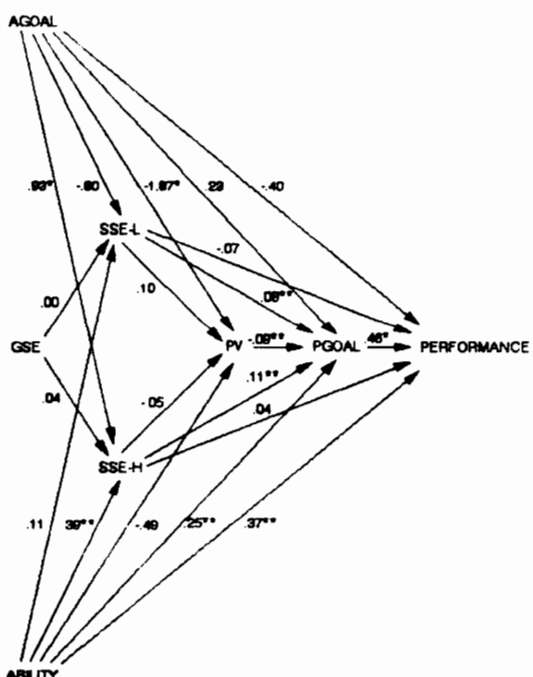 AGOAL
.93* -.80 -1.87* .23 -.40
SSE-L
-.07
.00 .10 .08**
GSE PV -.09** PGOAL .46* PERFORMANCE
.04 -.05 .11**
.04
SSE-H
.11 .39** -.49 .25** .37**
ABILITY